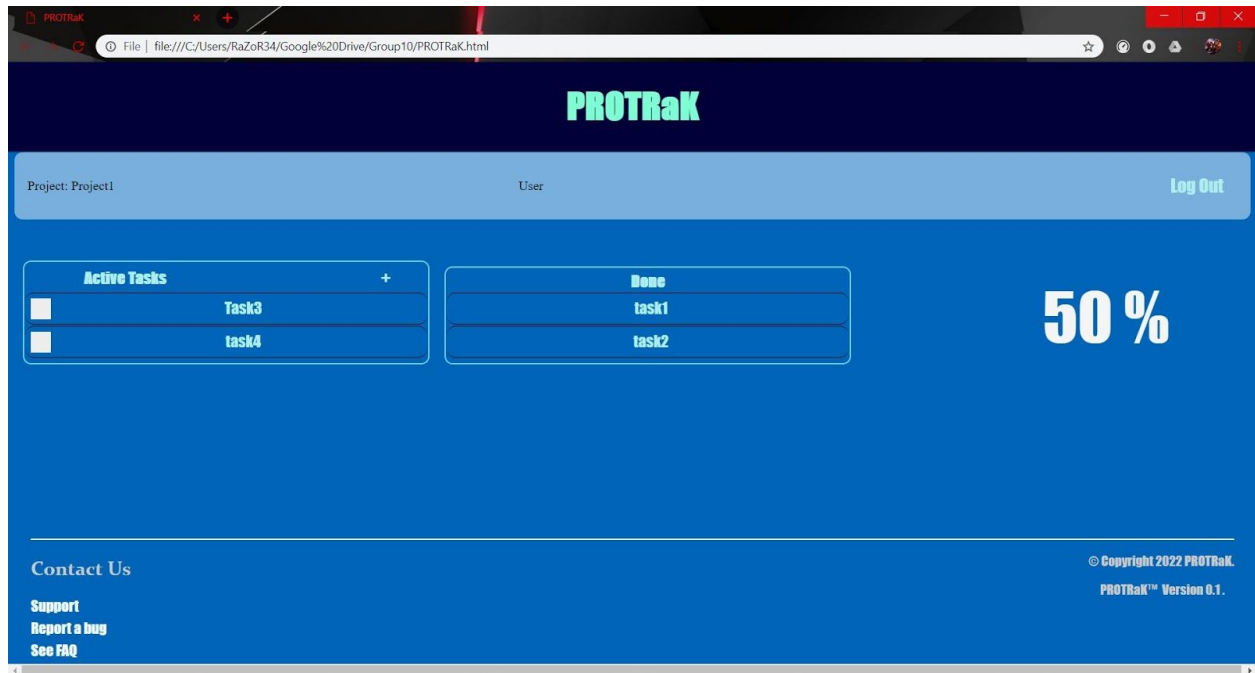 PROTRaK
File | file:///C:/Users/RaZoR34/Google%20Drive/Group10/PROTRaK.html
PROTRaK
Project: Project1 User Log Out
Active Tasks +
Task3
task4
Done
task1
task2
50 %
Contact Us
Support
Report a bug
See FAQ
© Copyright 2022 PROTRaK.
PROTRaK™ Version 0.1.